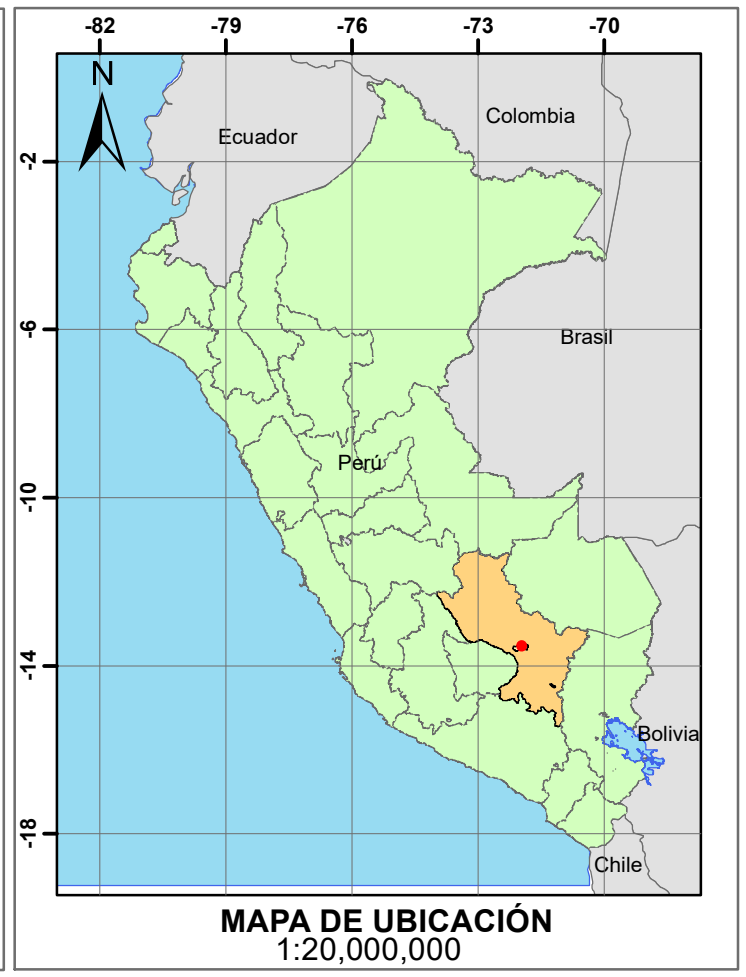 -82 -79 -76 -73 -70
N
Colombia
Ecuador
-2
-6
Brasil
Perú
-10
-14
Bolivia
-18
Chile
MAPA DE UBICACIÓN
1:20,000,000